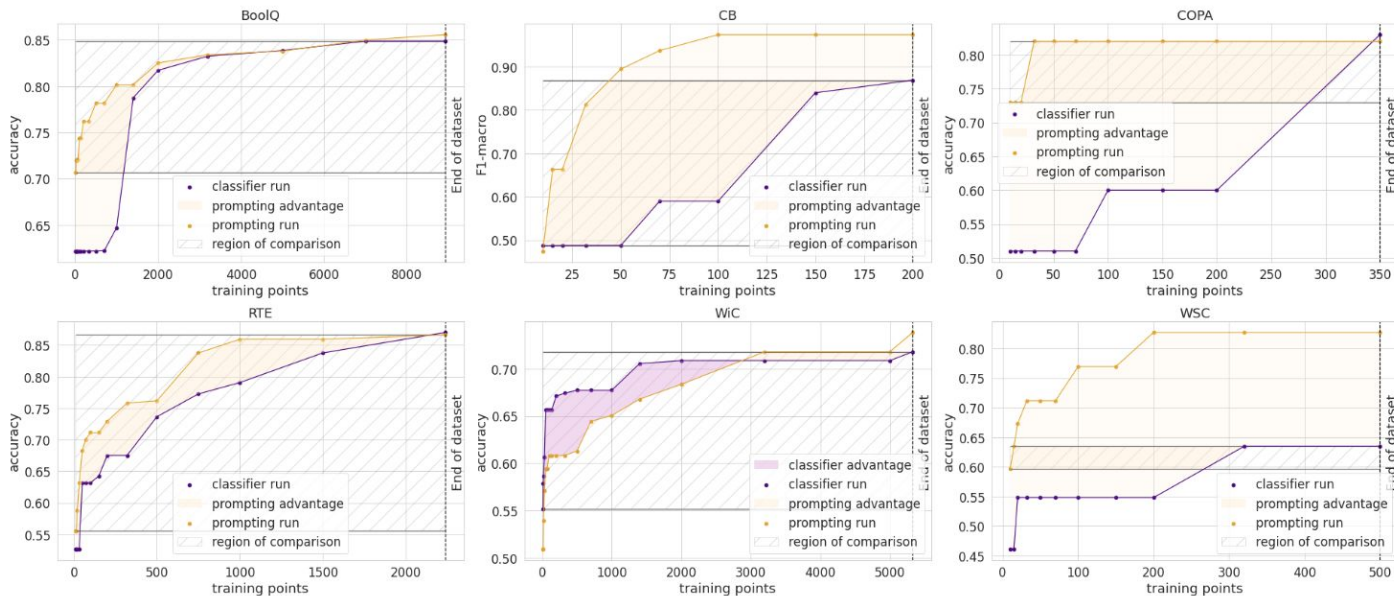 BoolQ
accuracy
0.85
0.80
0.75
0.70
0.65
0 2000 4000 6000 8000
training points
End of dataset
classifier run
prompting advantage
prompting run
region of comparison
CB
F1-macro
0.90
0.80
0.70
0.60
0.50
25 50 75 100 125 150 175 200
training points
End of dataset
classifier run
prompting advantage
prompting run
region of comparison
COPA
accuracy
0.80
0.75
0.70
0.65
0.60
0.55
0.50
0 50 100 150 200 250 300 350
training points
End of dataset
classifier run
prompting advantage
prompting run
region of comparison
RTE
accuracy
0.85
0.80
0.75
0.70
0.65
0.60
0.55
0 500 1000 1500 2000
training points
End of dataset
classifier run
prompting advantage
prompting run
region of comparison
WiC
accuracy
0.70
0.65
0.60
0.55
0.50
0 1000 2000 3000 4000 5000
training points
End of dataset
classifier advantage
classifier run
prompting advantage
prompting run
region of comparison
WSC
accuracy
0.80
0.75
0.70
0.65
0.60
0.55
0.50
0.45
0 100 200 300 400 500
training points
End of dataset
classifier run
prompting advantage
prompting run
region of comparison